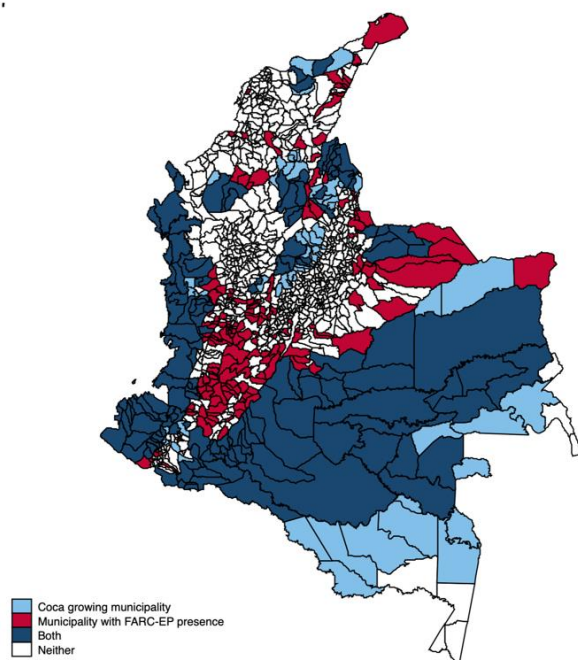 Coca growing municipality
Municipality with FARC-EP presence
Both
Neither